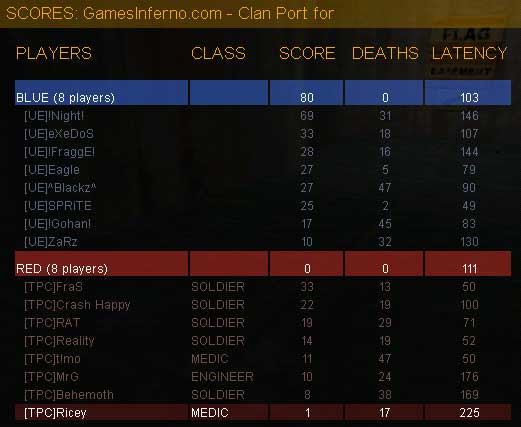 SCORES: GamesInferno.com - Clan Port for
FLAG
PLAYERS CLASS SCORE DEATHS LATENCY
BLUE (8 players) 80 0 103
[UE]!Night! 69 31 146
[UE]eXeDoS 33 18 107
[UE]!FraggE! 28 16 144
[UE]Eagle 27 5 79
[UE]^Blackz^ 27 47 90
[UE]SPRiTE 25 2 49
[UE]!Gohan! 17 45 83
[UE]ZaRz 10 32 130
RED (8 players) 0 0 111
[TPC]FraS SOLDIER 33 13 50
[TPC]Crash Happy SOLDIER 22 19 100
[TPC]RAT SOLDIER 19 29 71
[TPC]Reality SOLDIER 14 19 52
[TPC]t!mo MEDIC 11 47 50
[TPC]MrG ENGINEER 10 24 176
[TPC]Behemoth SOLDIER 8 38 169
[TPC]Ricey MEDIC 1 17 225